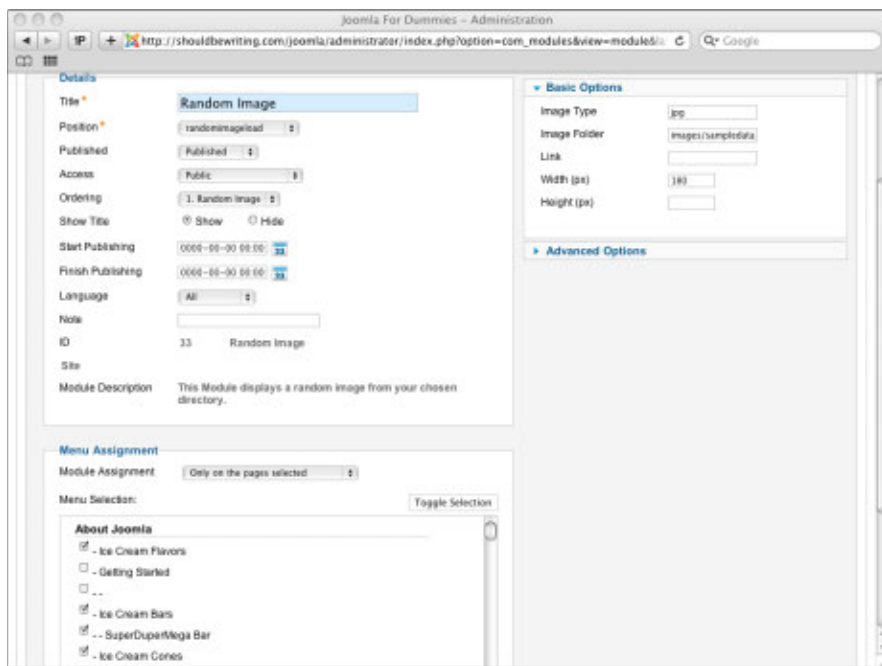 Joomla For Dummies – Administration
http://shouldbewriting.com/joomla/administrator/index.php?option=com_modules&view=module&la
Google
Details
Title *
Random Image
Position *
randomimageload
Published
Published
Access
Public
Ordering
1. Random Image
Show Title
Show
Hide
Start Publishing
0000-00-00 00:00:
Finish Publishing
0000-00-00 00:00:
Language
All
Note
ID
33
Random Image
Site
Module Description
This Module displays a random image from your chosen
directory.
Basic Options
Image Type
jpg
Image Folder
images/sampledata
Link
Width (px)
180
Height (px)
Advanced Options
Menu Assignment
Module Assignment
Only on the pages selected
Menu Selection:
Toggle Selection
About Joomla
- Ice Cream Flavors
- Getting Started
- -
- Ice Cream Bars
- - SuperDuperMega Bar
- Ice Cream Cones